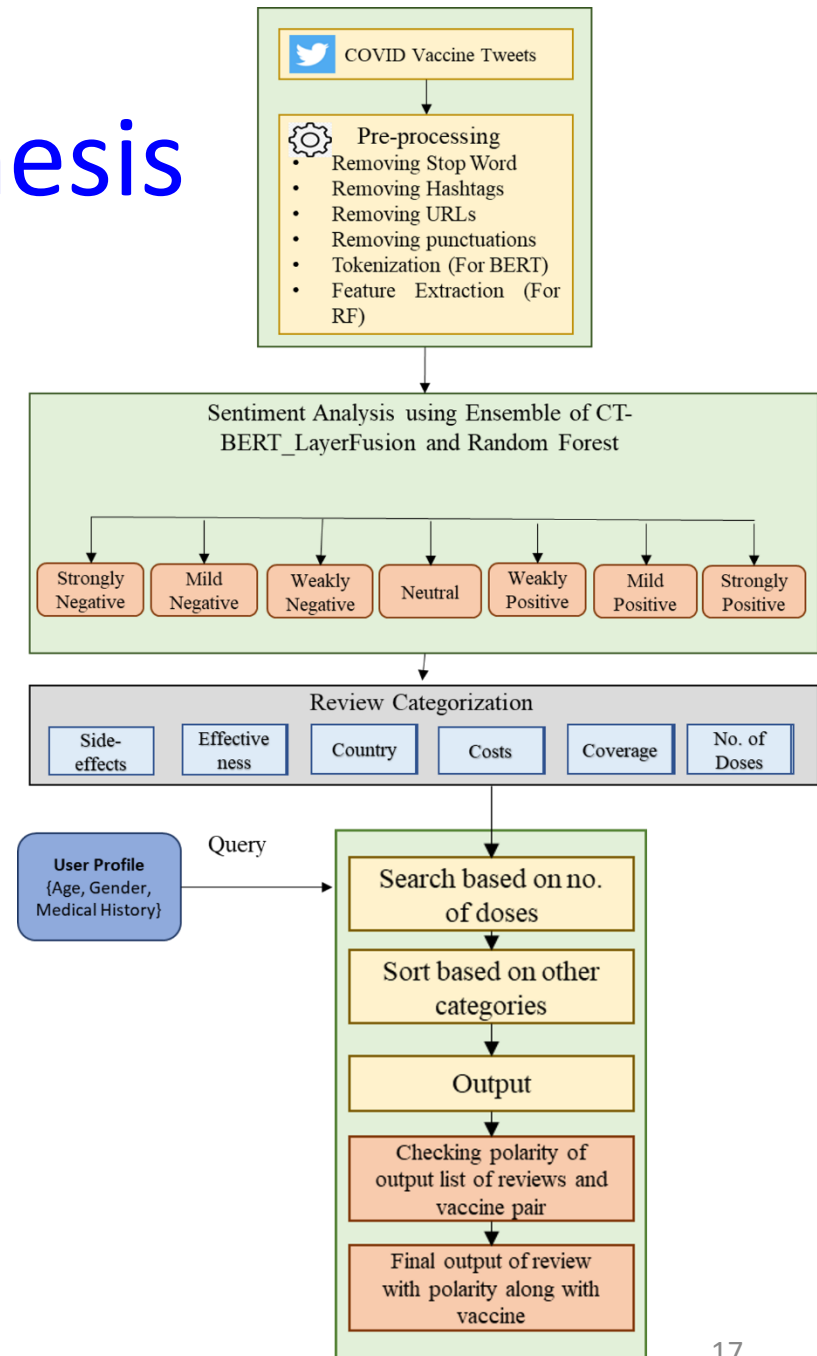 COVID Vaccine Tweets
esis
Pre-processing
• Removing Stop Word
• Removing Hashtags
• Removing URLs
• Removing punctuations
• Tokenization (For BERT)
• Feature Extraction (For
RF)
Sentiment Analysis using Ensemble of CT-
BERT_LayerFusion and Random Forest
Strongly
Negative
Mild
Negative
Weakly
Negative
Neutral
Weakly
Positive
Mild
Positive
Strongly
Positive
Review Categorization
Side-
effects
Effective
ness
Country
Costs
Coverage
No. of
Doses
User Profile
{Age, Gender,
Medical History}
Query
Search based on no.
of doses
Sort based on other
categories
Output
Checking polarity of
output list of reviews and
vaccine pair
Final output of review
with polarity along with
vaccine
17